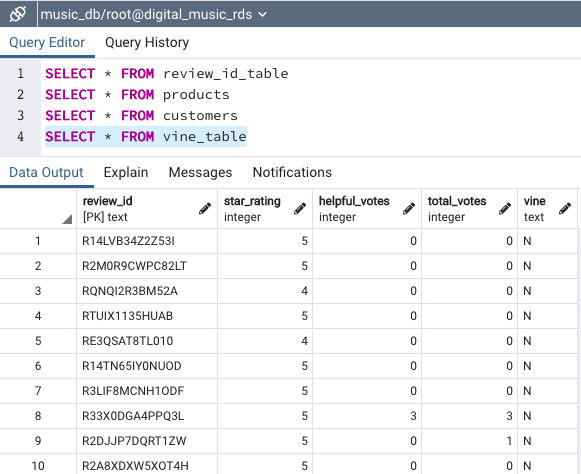 music_db/root@digital_music_rds
Query Editor Query History
1 SELECT * FROM review_id_table
2 SELECT * FROM products
3 SELECT * FROM customers
4 SELECT * FROM vine_table
Data Output Explain Messages Notifications
review_id star_rating helpful_votes total_votes vine
[PK] text integer integer integer text
1 R14LVB34Z2Z53I 5 0 0 N
2 R2M0R9CWPC82LT 5 0 0 N
3 RQNQI2R3BM52A 4 0 0 N
4 RTUIX1135HUAB 5 0 0 N
5 RE3QSAT8TL010 4 0 0 N
6 R14TN65IY0NUOD 5 0 0 N
7 R3LIF8MCNH1ODF 5 0 0 N
8 R33X0DGA4PPQ3L 5 3 3 N
9 R2DJJP7DQRT1ZW 5 0 1 N
10 R2A8XDXW5XOT4H 5 0 0 N